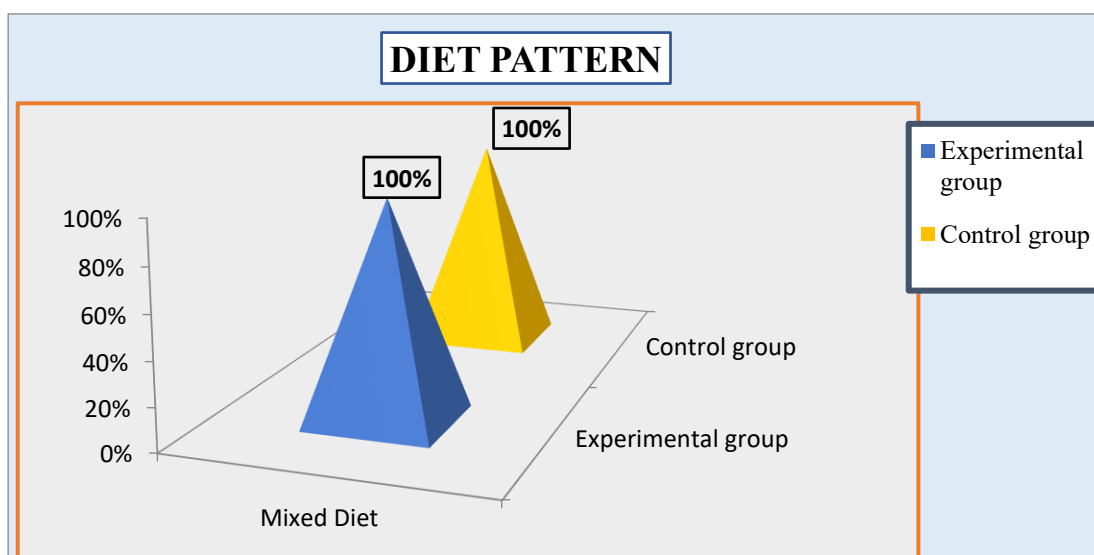 DIET PATTERN
100%
100%
Experimental
group
Control group
100%
80%
60%
40%
20%
0%
Control group
Experimental group
Mixed Diet